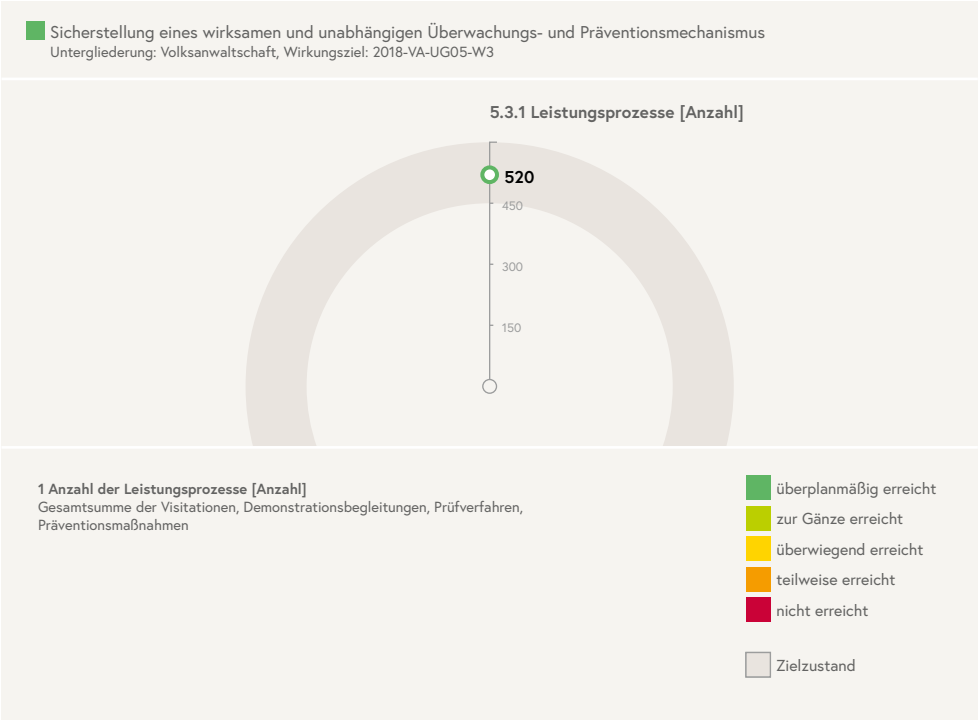 Sicherstellung eines wirksamen und unabhängigen Überwachungs- und Präventionsmechanismus
Untergliederung: Volksanwaltschaft, Wirkungsziel: 2018-VA-UG05-W3
5.3.1 Leistungsprozesse [Anzahl]
520
450
300
150
1 Anzahl der Leistungsprozesse [Anzahl]
Gesamtsumme der Visitationen, Demonstrationsbegleitungen, Prüfverfahren,
Präventionsmaßnahmen
überplanmäßig erreicht
zur Gänze erreicht
überwiegend erreicht
teilweise erreicht
nicht erreicht
Zielzustand